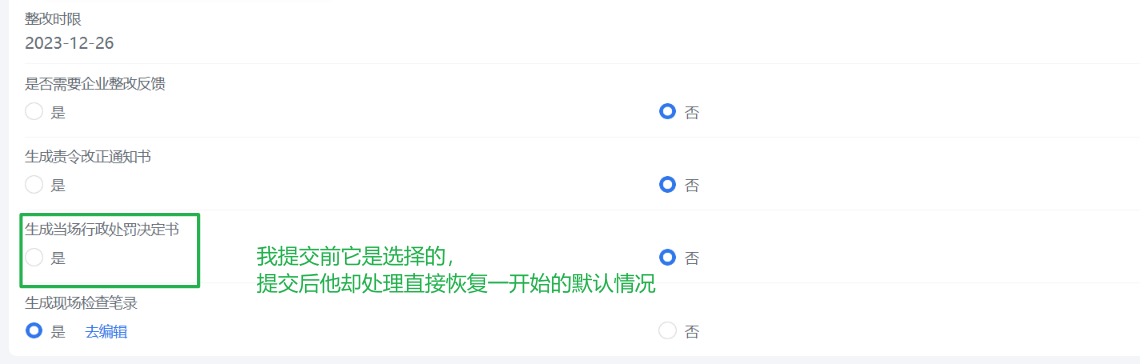 整改时限
2023-12-26
是否需要企业整改反馈
是 否
生成责令改正通知书
是 否
生成当场行政处罚决定书
是 否
我提交前它是选择的，
提交后他却处理直接恢复一开始的默认情况
生成现场检查笔录
是 去编辑 否